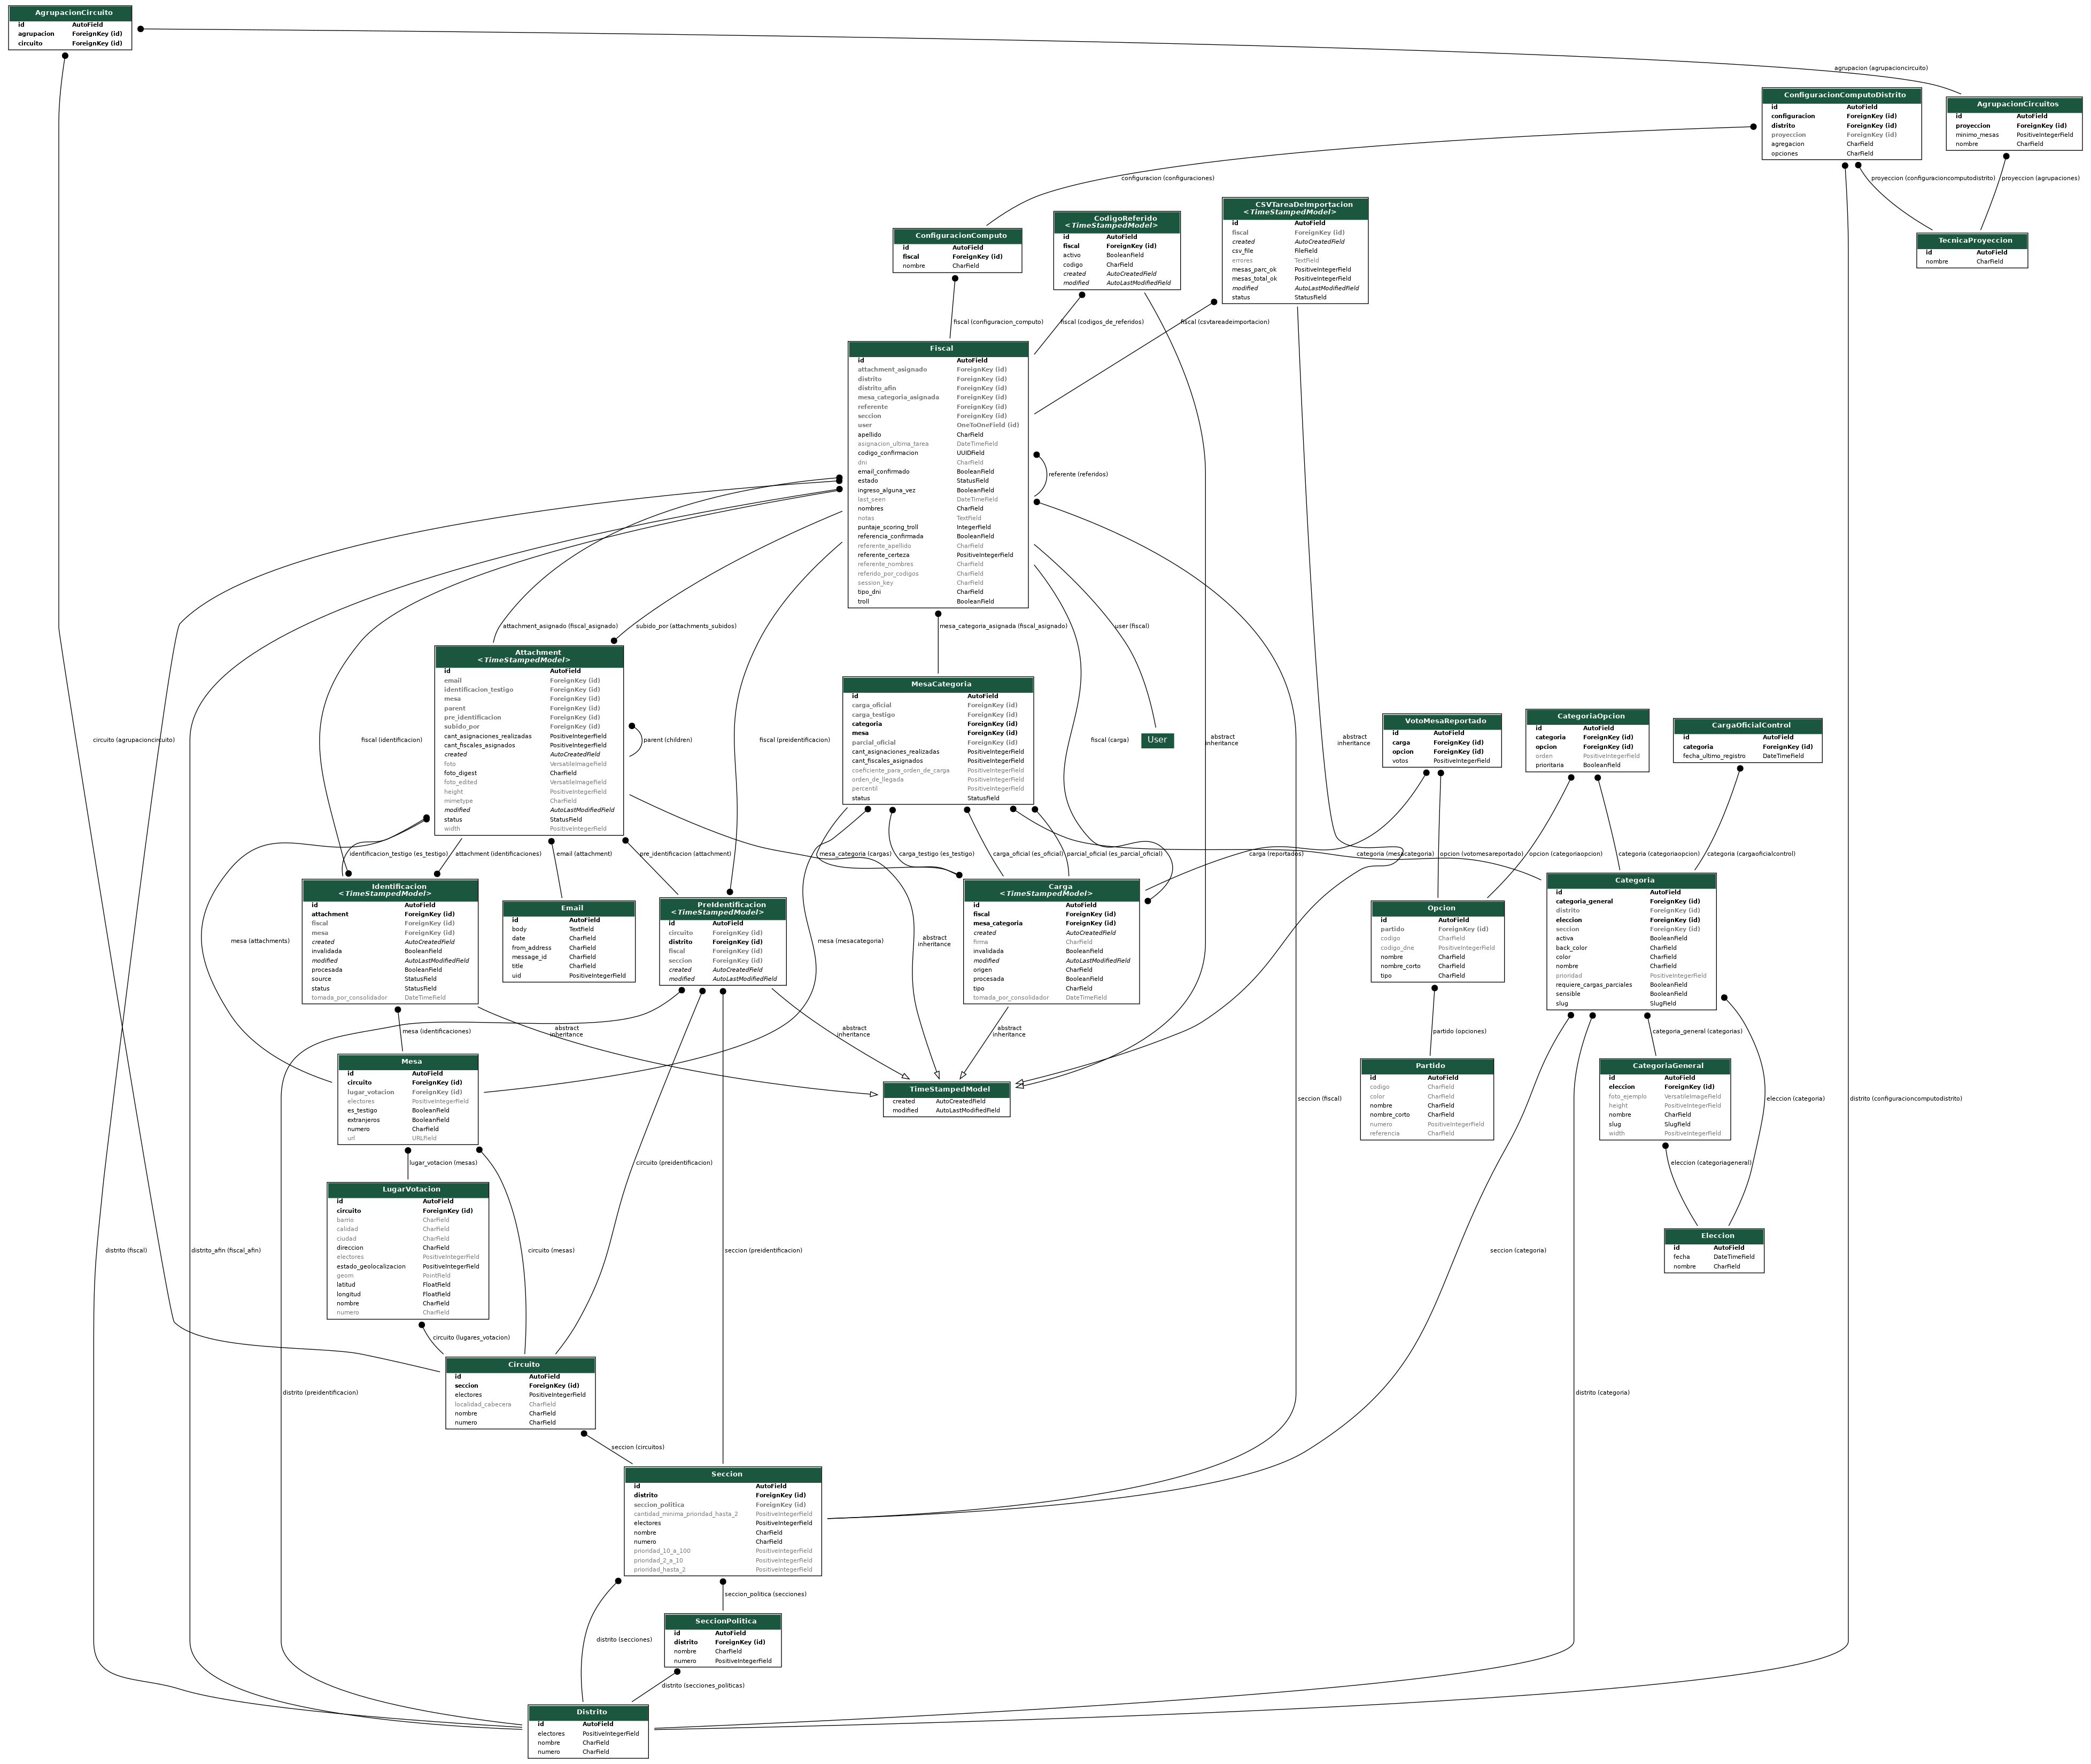 AgrupacionCircuito
id AutoField
agrupacion ForeignKey (id)
circuito ForeignKey (id)
agrupacion (agrupacioncircuito)
ConfiguracionComputoDistrito
id AutoField
configuracion ForeignKey (id)
distrito ForeignKey (id)
proyeccion ForeignKey (id)
agregacion CharField
opciones CharField
AgrupacionCircuitos
id AutoField
proyeccion ForeignKey (id)
minimo_mesas PositiveIntegerField
nombre CharField
configuracion (configuraciones)
proyeccion (configuracioncomputodistrito)
proyeccion (agrupaciones)
ConfiguracionComputo
id AutoField
fiscal ForeignKey (id)
nombre CharField
CodigoReferido
<TimeStampedModel>
id AutoField
fiscal ForeignKey (id)
activo BooleanField
codigo CharField
created AutoCreatedField
modified AutoLastModifiedField
CSVTareaDeImportacion
<TimeStampedModel>
id AutoField
fiscal ForeignKey (id)
created AutoCreatedField
csv_file FileField
errores TextField
mesas_parc_ok PositiveIntegerField
mesas_total_ok PositiveIntegerField
modified AutoLastModifiedField
status StatusField
TecnicaProyeccion
id AutoField
nombre CharField
fiscal (configuracion_computo)
fiscal (codigos_de_referidos)
fiscal (csvtareadeimportacion)
Fiscal
id AutoField
attachment_asignado ForeignKey (id)
distrito ForeignKey (id)
distrito_afin ForeignKey (id)
mesa_categoria_asignada ForeignKey (id)
referente ForeignKey (id)
seccion ForeignKey (id)
user OneToOneField (id)
apellido CharField
asignacion_ultima_tarea DateTimeField
codigo_confirmacion UUIDField
dni CharField
email_confirmado BooleanField
estado StatusField
ingreso_alguna_vez BooleanField
last_seen DateTimeField
nombres CharField
notas TextField
puntaje_scoring_troll IntegerField
referencia_confirmada BooleanField
referente_apellido CharField
referente_certeza PositiveIntegerField
referente_nombres CharField
referido_por_codigos CharField
session_key CharField
tipo_dni CharField
troll BooleanField
referente (referidos)
attachment_asignado (fiscal_asignado)
subido_por (attachments_subidos)
mesa_categoria_asignada (fiscal_asignado)
user (fiscal)
Attachment
<TimeStampedModel>
id AutoField
email ForeignKey (id)
identificacion_testigo ForeignKey (id)
mesa ForeignKey (id)
parent ForeignKey (id)
pre_identificacion ForeignKey (id)
subido_por ForeignKey (id)
cant_asignaciones_realizadas PositiveIntegerField
cant_fiscales_asignados PositiveIntegerField
created AutoCreatedField
foto VersatileImageField
foto_digest CharField
foto_edited VersatileImageField
height PositiveIntegerField
mimetype CharField
modified AutoLastModifiedField
status StatusField
width PositiveIntegerField
MesaCategoria
id AutoField
carga_oficial ForeignKey (id)
carga_testigo ForeignKey (id)
categoria ForeignKey (id)
mesa ForeignKey (id)
parcial_oficial ForeignKey (id)
cant_asignaciones_realizadas PositiveIntegerField
cant_fiscales_asignados PositiveIntegerField
coeficiente_para_orden_de_carga PositiveIntegerField
orden_de_llegada PositiveIntegerField
percentil PositiveIntegerField
status StatusField
circuito (agrupacioncircuito)
fiscal (identificacion)
parent (children)
fiscal (preidentificacion)
fiscal (carga)
User
abstract
inheritance
abstract
inheritance
VotoMesaReportado
id AutoField
carga ForeignKey (id)
opcion ForeignKey (id)
votos PositiveIntegerField
CategoriaOpcion
id AutoField
categoria ForeignKey (id)
opcion ForeignKey (id)
orden PositiveIntegerField
prioritaria BooleanField
CargaOficialControl
id AutoField
categoria ForeignKey (id)
fecha_ultimo_registro DateTimeField
identificacion_testigo (es_testigo)
attachment (identificaciones)
email (attachment)
pre_identificacion (attachment)
mesa_categoria (cargas)
carga_testigo (es_testigo)
carga_oficial (es_oficial)
parcial_oficial (es_parcial_oficial)
carga (reportados)
categoria (mesacategoria)
opcion (votomesareportado)
opcion (categoriaopcion)
categoria (categoriaopcion)
categoria (cargaoficialcontrol)
Identificacion
<TimeStampedModel>
id AutoField
attachment ForeignKey (id)
fiscal ForeignKey (id)
mesa ForeignKey (id)
created AutoCreatedField
invalidada BooleanField
modified AutoLastModifiedField
procesada BooleanField
source StatusField
status StatusField
tomada_por_consolidador DateTimeField
Email
id AutoField
body TextField
date CharField
from_address CharField
message_id CharField
title CharField
uid PositiveIntegerField
PreIdentificacion
<TimeStampedModel>
id AutoField
circuito ForeignKey (id)
distrito ForeignKey (id)
fiscal ForeignKey (id)
seccion ForeignKey (id)
created AutoCreatedField
modified AutoLastModifiedField
Carga
<TimeStampedModel>
id AutoField
fiscal ForeignKey (id)
mesa_categoria ForeignKey (id)
created AutoCreatedField
firma CharField
invalidada BooleanField
modified AutoLastModifiedField
origen CharField
procesada BooleanField
tipo CharField
tomada_por_consolidador DateTimeField
Opcion
id AutoField
partido ForeignKey (id)
codigo CharField
codigo_dne PositiveIntegerField
nombre CharField
nombre_corto CharField
tipo CharField
Categoria
id AutoField
categoria_general ForeignKey (id)
distrito ForeignKey (id)
eleccion ForeignKey (id)
seccion ForeignKey (id)
activa BooleanField
back_color CharField
color CharField
nombre CharField
prioridad PositiveIntegerField
requiere_cargas_parciales BooleanField
sensible BooleanField
slug SlugField
mesa (attachments)
mesa (mesacategoria)
abstract
inheritance
mesa (identificaciones)
abstract
inheritance
abstract
inheritance
abstract
inheritance
partido (opciones)
categoria_general (categorias)
Mesa
id AutoField
circuito ForeignKey (id)
lugar_votacion ForeignKey (id)
electores PositiveIntegerField
es_testigo BooleanField
extranjeros BooleanField
numero CharField
url URLField
TimeStampedModel
created AutoCreatedField
modified AutoLastModifiedField
Partido
id AutoField
codigo CharField
color CharField
nombre CharField
nombre_corto CharField
numero PositiveIntegerField
referencia CharField
CategoriaGeneral
id AutoField
eleccion ForeignKey (id)
foto_ejemplo VersatileImageField
height PositiveIntegerField
nombre CharField
slug SlugField
width PositiveIntegerField
seccion (fiscal)
eleccion (categoria)
distrito (configuracioncomputodistrito)
lugar_votacion (mesas)
circuito (preidentificacion)
eleccion (categoriageneral)
LugarVotacion
id AutoField
circuito ForeignKey (id)
barrio CharField
calidad CharField
ciudad CharField
direccion CharField
electores PositiveIntegerField
estado_geolocalizacion PositiveIntegerField
geom PointField
latitud FloatField
longitud FloatField
nombre CharField
numero CharField
Eleccion
id AutoField
fecha DateTimeField
nombre CharField
distrito (fiscal)
distrito_afin (fiscal_afin)
circuito (mesas)
seccion (preidentificacion)
seccion (categoria)
circuito (lugares_votacion)
Circuito
id AutoField
seccion ForeignKey (id)
electores PositiveIntegerField
localidad_cabecera CharField
nombre CharField
numero CharField
distrito (preidentificacion)
distrito (categoria)
seccion (circuitos)
Seccion
id AutoField
distrito ForeignKey (id)
seccion_politica ForeignKey (id)
cantidad_minima_prioridad_hasta_2 PositiveIntegerField
electores PositiveIntegerField
nombre CharField
numero CharField
prioridad_10_a_100 PositiveIntegerField
prioridad_2_a_10 PositiveIntegerField
prioridad_hasta_2 PositiveIntegerField
seccion_politica (secciones)
SeccionPolitica
id AutoField
distrito ForeignKey (id)
nombre CharField
numero PositiveIntegerField
distrito (secciones)
distrito (secciones_politicas)
Distrito
id AutoField
electores PositiveIntegerField
nombre CharField
numero CharField